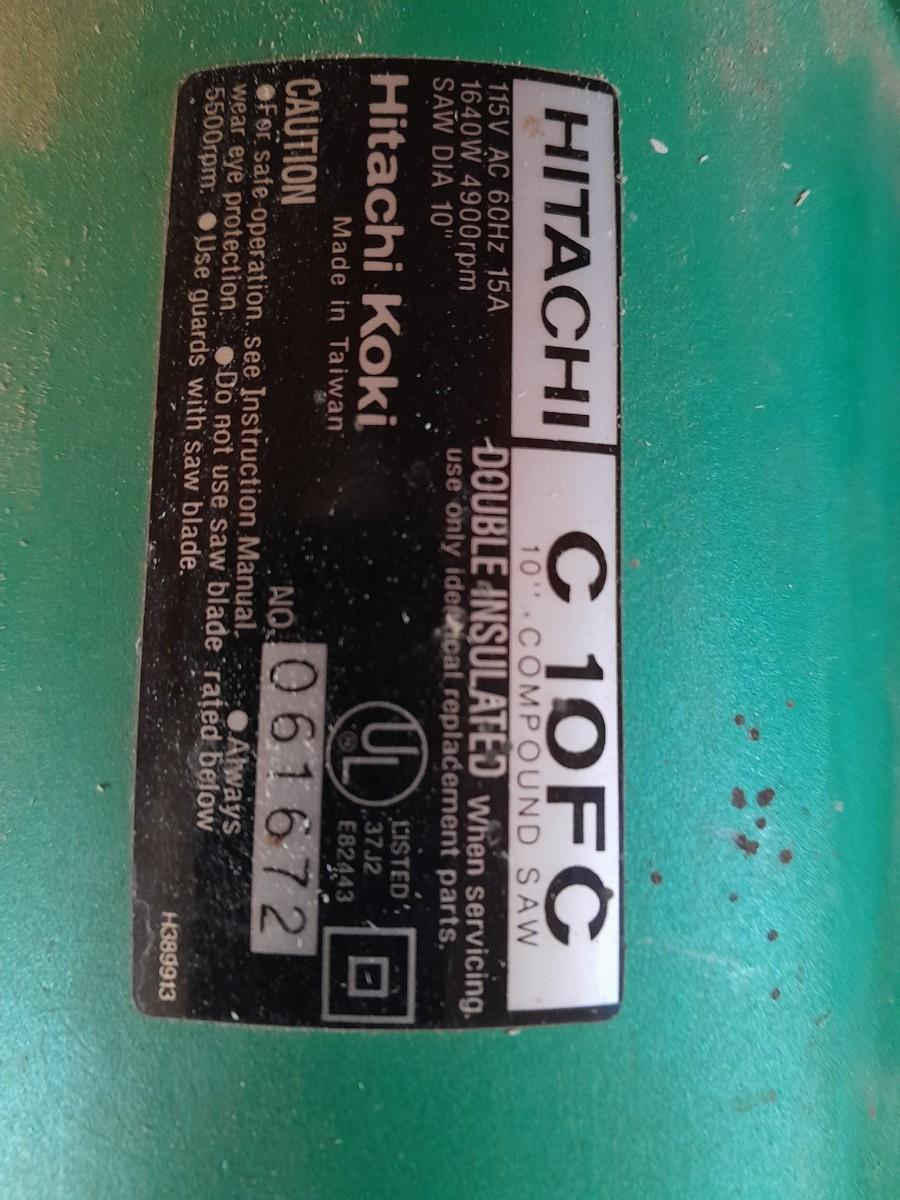 HITACHI C 10FC
10" COMPOUND SAW
115V AC 60Hz 15A
1640W 4900rpm
SAW DIA 10"
DOUBLE INSULATED when servicing,
use only identical replacement parts.
Hitachi Koki
Made in Taiwan
UL ®
LISTED
37J2
E82443
NO. 061672
CAUTION
●For safe operation, see Instruction Manual. ●Always
wear eye protection. ●Do not use saw blade rated below
5500rpm. ●Use guards with saw blade.
H389913